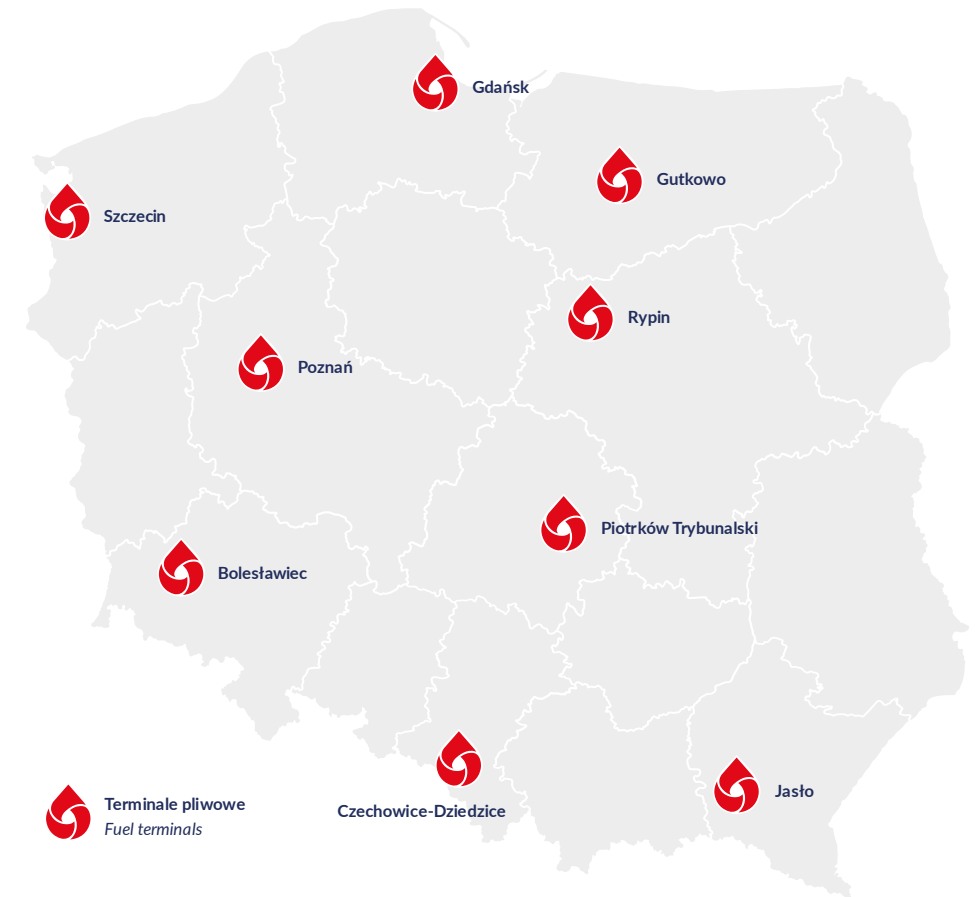 Gdańsk
Gutkowo
Szczecin
Rypin
Poznań
Piotrków Trybunalski
Bolesławiec
Jasło
Czechowice-Dziedzice
Terminale pliwowe
Fuel terminals